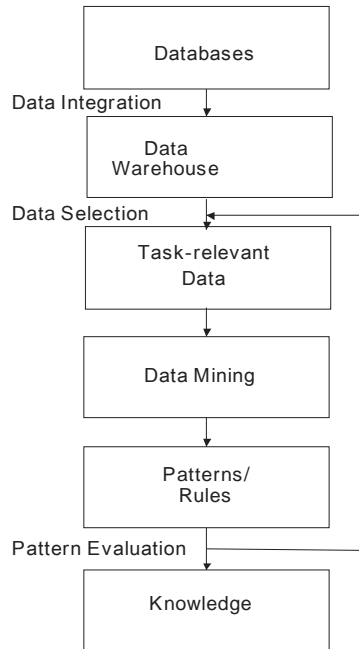 Databases
Data Integration
Data
Warehouse
Data Selection
Task-relevant
Data
Data Mining
Patterns/
Rules
Pattern Evaluation
Knowledge